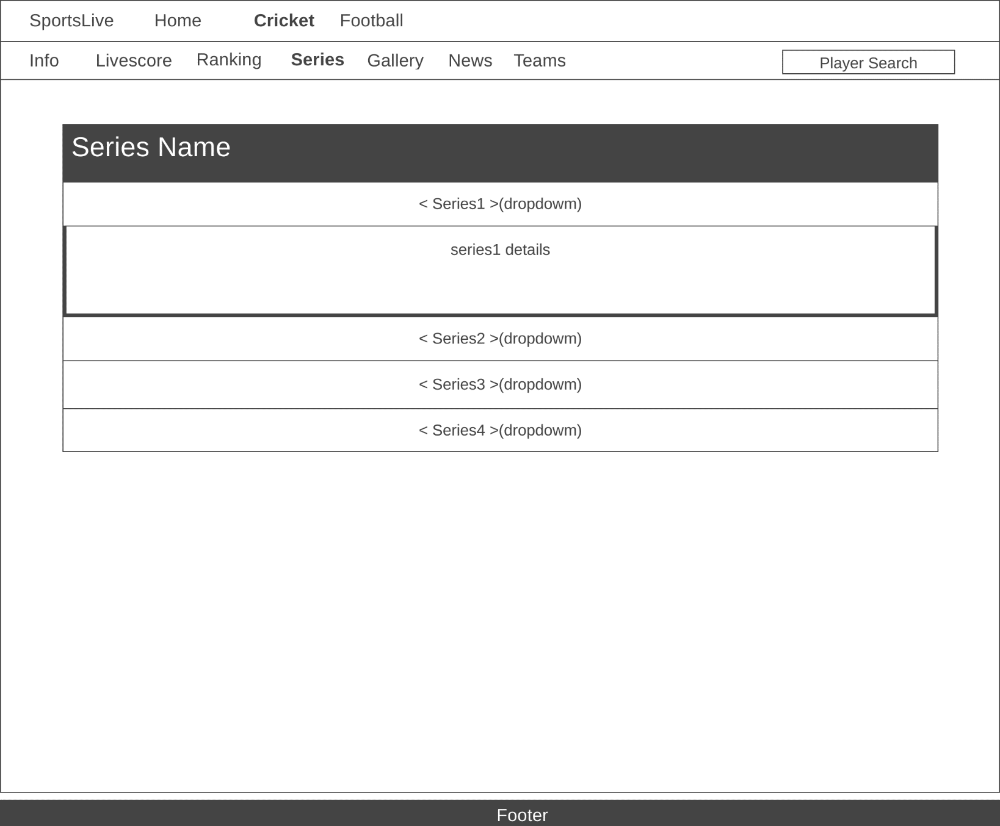 SportsLive Home Cricket Football
Info Livescore Ranking Series Gallery News Teams Player Search
Series Name
< Series1 >(dropdowm)
series1 details
< Series2 >(dropdowm)
< Series3 >(dropdowm)
< Series4 >(dropdowm)
Footer